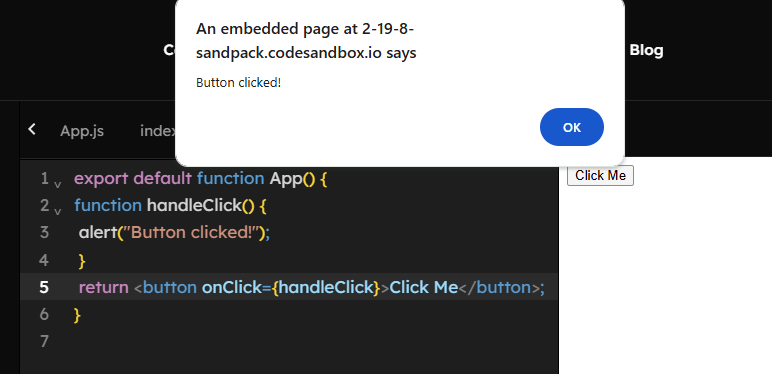 An embedded page at 2-19-8-
sandpack.codesandbox.io says
Button clicked!
OK
Blog
App.js
index
Click Me
1 export default function App() {
2 function handleClick() {
3 alert("Button clicked!");
4 }
5 return <button onClick={handleClick}>Click Me</button>;
6 }
7